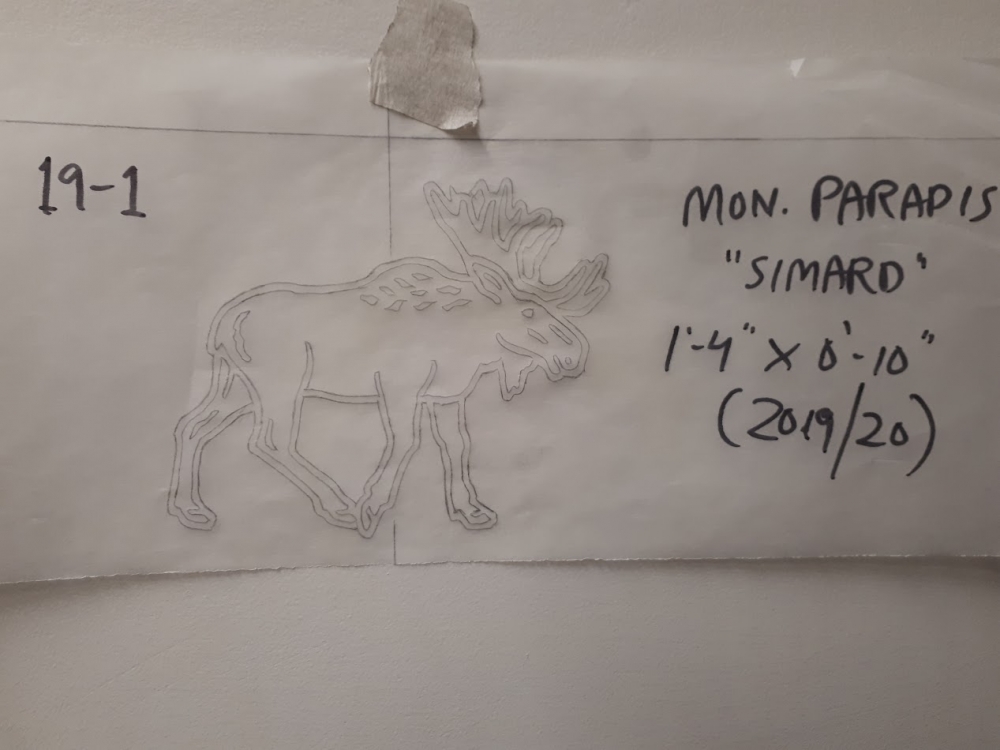 19-1
MON. PARADIS
"SIMARD"
1'-4" X 0'-10"
(2019/20)